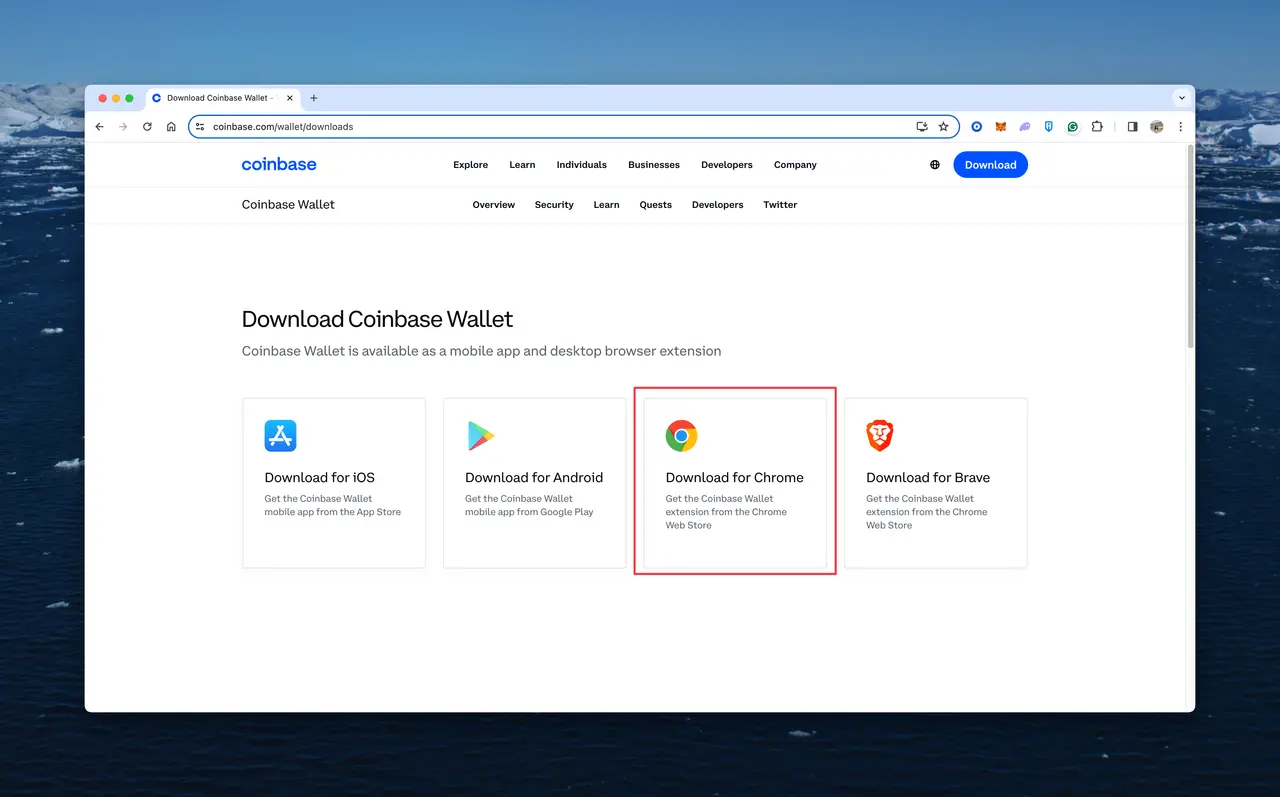 Download Coinbase Wallet -
coinbase.com/wallet/downloads
coinbase
Explore
Learn
Individuals
Businesses
Developers
Company
Download
Coinbase Wallet
Overview
Security
Learn
Quests
Developers
Twitter
Download Coinbase Wallet
Coinbase Wallet is available as a mobile app and desktop browser extension
Download for iOS
Get the Coinbase Wallet
mobile app from the App Store
Download for Android
Get the Coinbase Wallet
mobile app from Google Play
Download for Chrome
Get the Coinbase Wallet
extension from the Chrome
Web Store
Download for Brave
Get the Coinbase Wallet
extension from the Chrome
Web Store